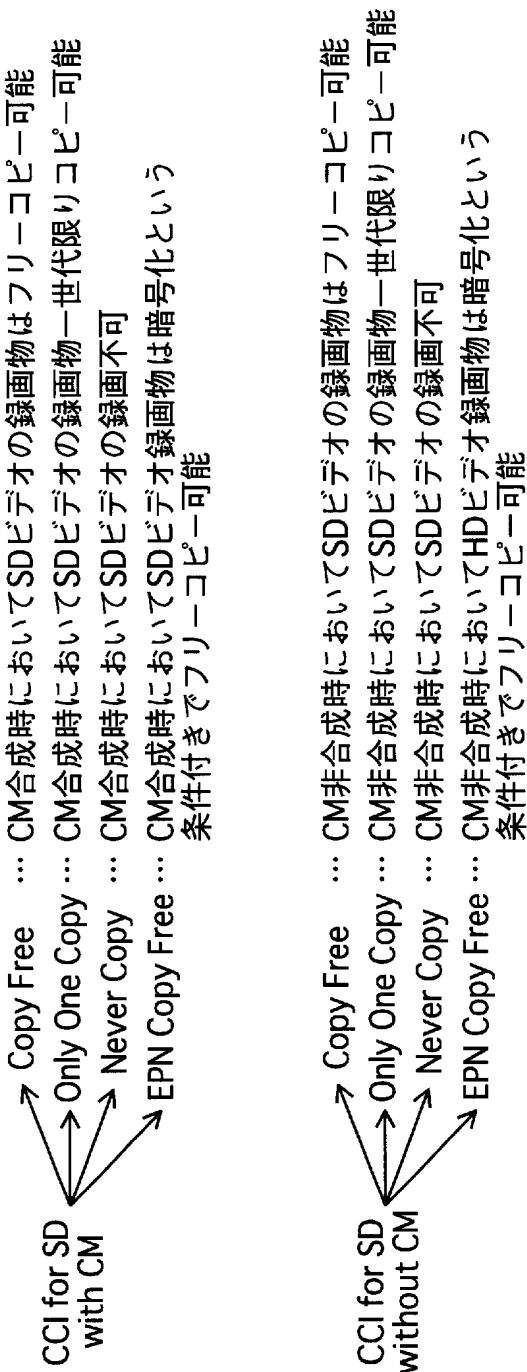 CCI for SD
with CM
Copy Free … CM合成時においてSDビデオの録画物はフリーコピー可能
Only One Copy … CM合成時においてSDビデオの録画物一世代限りコピー可能
Never Copy … CM合成時においてSDビデオの録画不可
EPN Copy Free … CM合成時においてSDビデオ録画物は暗号化という
条件付きでフリーコピー可能
CCI for SD
without CM
Copy Free … CM非合成時においてSDビデオの録画物はフリーコピー可能
Only One Copy … CM非合成時においてSDビデオの録画物一世代限りコピー可能
Never Copy … CM非合成時においてSDビデオの録画不可
EPN Copy Free … CM非合成時においてHDビデオ録画物は暗号化という
条件付きでフリーコピー可能